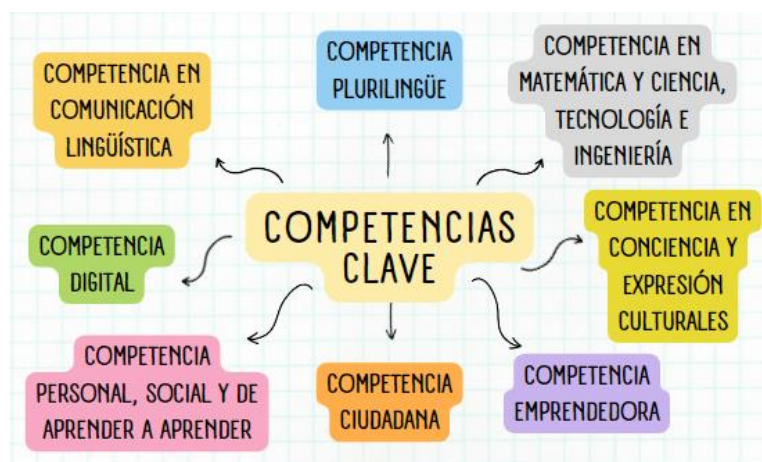 COMPETENCIA EN
COMUNICACIÓN
LINGÜÍSTICA
COMPETENCIA
PLURILINGÜE
COMPETENCIA EN
MATEMÁTICA Y CIENCIA,
TECNOLOGÍA E
INGENIERÍA
COMPETENCIAS
CLAVE
COMPETENCIA
DIGITAL
COMPETENCIA EN
CONCIENCIA Y
EXPRESIÓN
CULTURALES
COMPETENCIA
PERSONAL, SOCIAL Y DE
APRENDER A APRENDER
COMPETENCIA
CIUDADANA
COMPETENCIA
EMPRENDEDORA